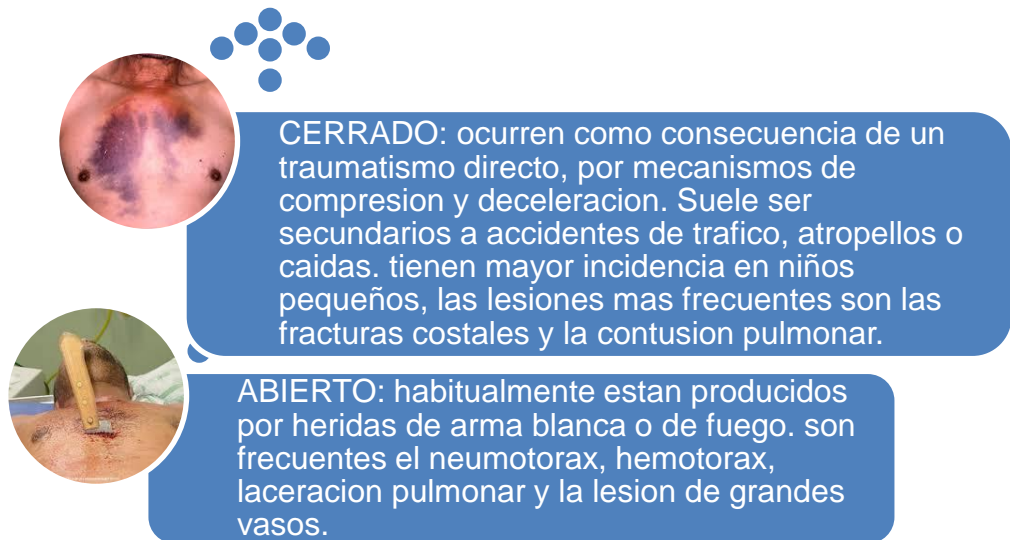 CERRADO: ocurren como consecuencia de un
traumatismo directo, por mecanismos de
compresion y deceleracion. Suele ser
secundarios a accidentes de trafico, atropellos o
caidas. tienen mayor incidencia en niños
pequeños, las lesiones mas frecuentes son las
fracturas costales y la contusion pulmonar.
ABIERTO: habitualmente estan producidos
por heridas de arma blanca o de fuego. son
frecuentes el neumotorax, hemotorax,
laceracion pulmonar y la lesion de grandes
vasos.